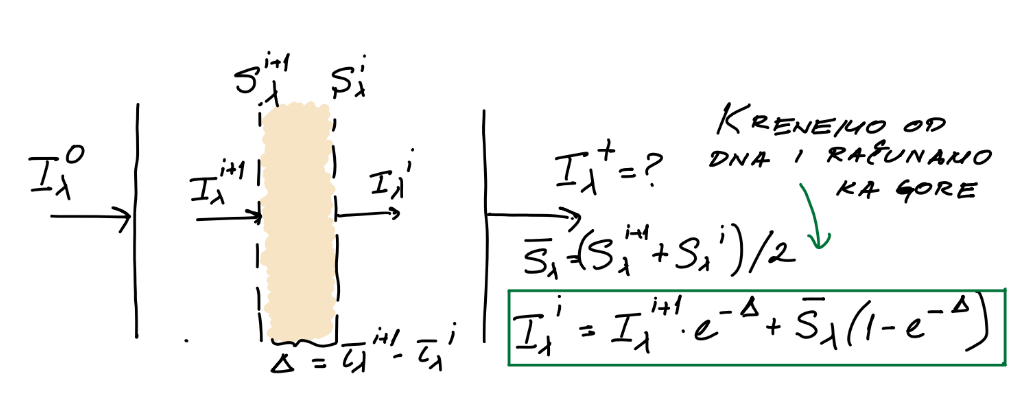 S_λ^{i+1} S_λ^i
I_λ^0
I_λ^{i+1}
I_λ^i
I_λ^+ = ?
KRENEMO OD
DNA I RAČUNAMO
KA GORE
S̄_λ = (S_λ^{i+1} + S_λ^i)/2
I_λ^i = I_λ^{i+1} · e^{-Δ} + S̄_λ (1 - e^{-Δ})
Δ = τ_λ^{i+1} - τ_λ^i